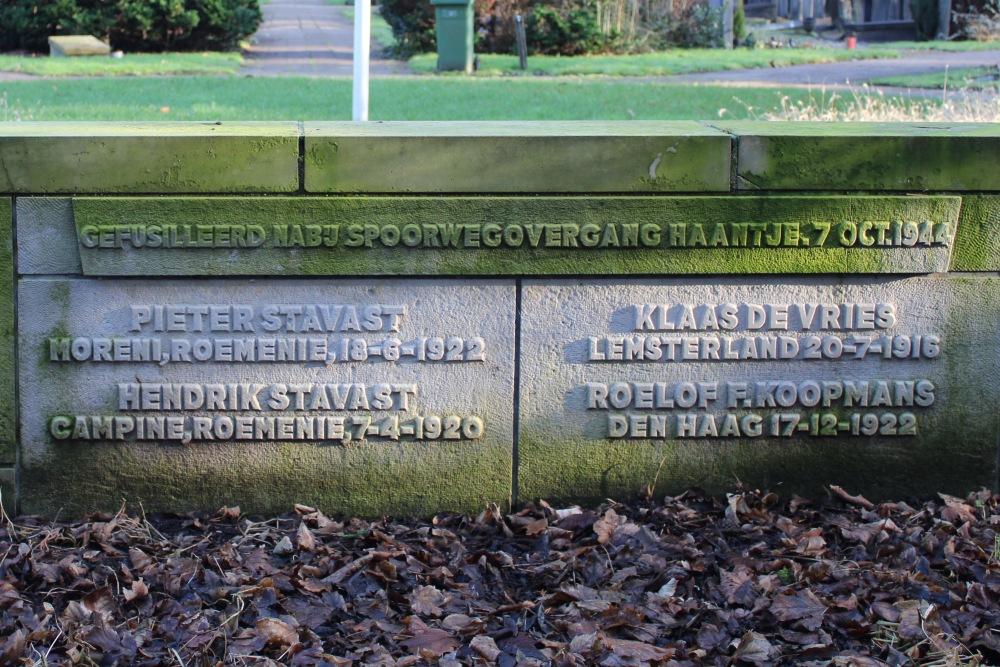 GEFUSILLEERD NABIJ SPOORWEGOVERGANG HAANTJE. 7 OCT. 1944
PIETER STAVAST
MORENI, ROEMENIE, 18-6-1922
HENDRIK STAVAST
CAMPINE, ROEMENIE, 7-4-1920
KLAAS DE VRIES
LEMSTERLAND 20-7-1916
ROELOF F. KOOPMANS
DEN HAAG 17-12-1922